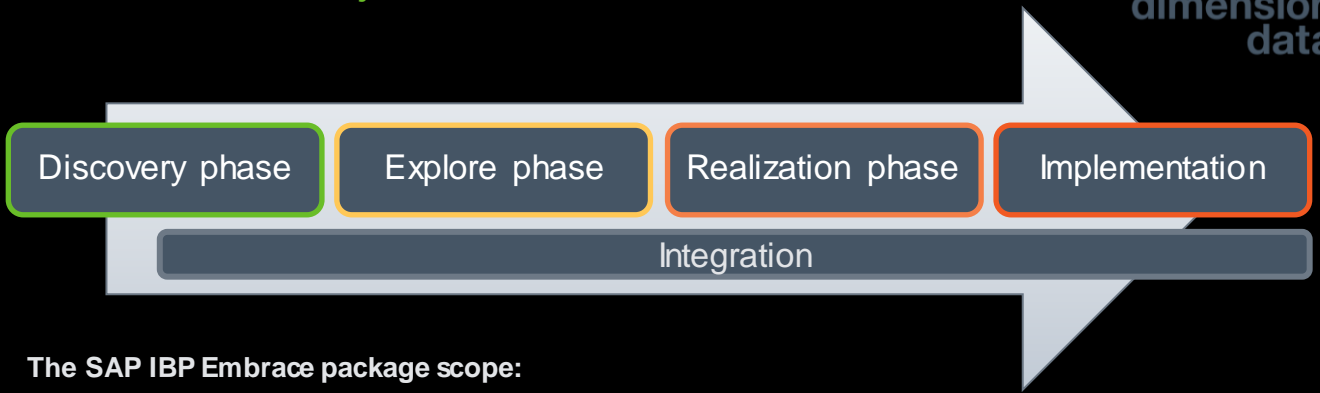 dimension
data
Discovery phase
Explore phase
Realization phase
Implementation
Integration
The SAP IBP Embrace package scope: